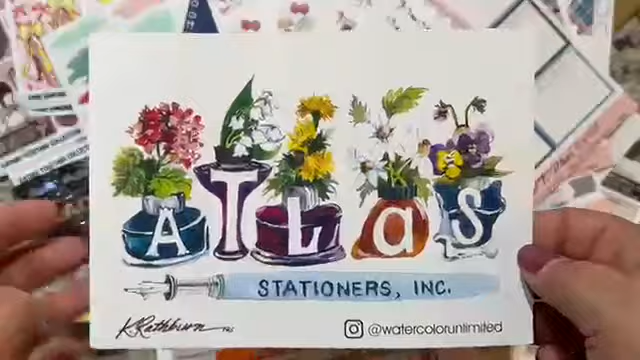 ATLaS
STATIONERS, INC.
K. Rathburn
@watercolorunlimited